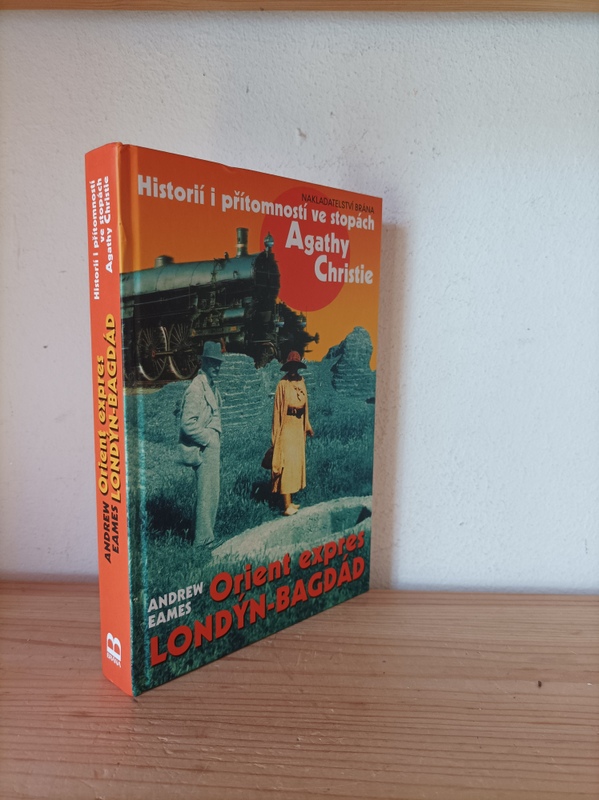 NAKLADATELSTVÍ BRÁNA
Historií i přítomností ve stopách
Agathy
Christie
ANDREW
EAMES
Orient expres
LONDÝN-BAGDÁD
Historií i přítomností
ve stopách
Agathy Christie
ANDREW
EAMES
Orient expres
LONDÝN-BAGDÁD
B
BRÁNA